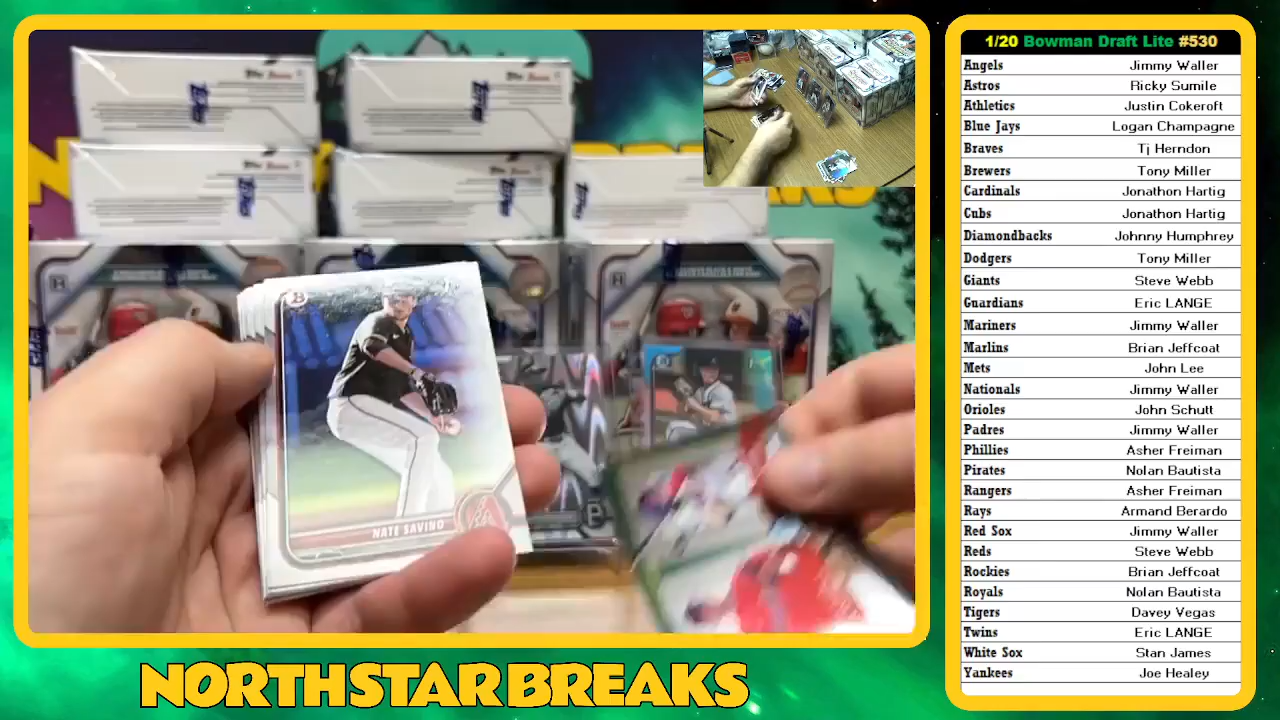 1/20 Bowman Draft Lite #530
Angels Jimmy Waller
Astros Ricky Sumile
Athletics Justin Cokeroft
Blue Jays Logan Champagne
Braves Tj Herndon
Brewers Tony Miller
Cardinals Jonathon Hartig
Cubs Jonathon Hartig
Diamondbacks Johnny Humphrey
Dodgers Tony Miller
Giants Steve Webb
Guardians Eric LANGE
Mariners Jimmy Waller
Marlins Brian Jeffcoat
Mets John Lee
Nationals Jimmy Waller
Orioles John Schutt
Padres Jimmy Waller
Phillies Asher Freiman
Pirates Nolan Bautista
Rangers Asher Freiman
Rays Armand Berardo
Red Sox Jimmy Waller
Reds Steve Webb
Rockies Brian Jeffcoat
Royals Nolan Bautista
Tigers Davey Vegas
Twins Eric LANGE
White Sox Stan James
Yankees Joe Healey
NATE SAVINO
NORTHSTAR BREAKS